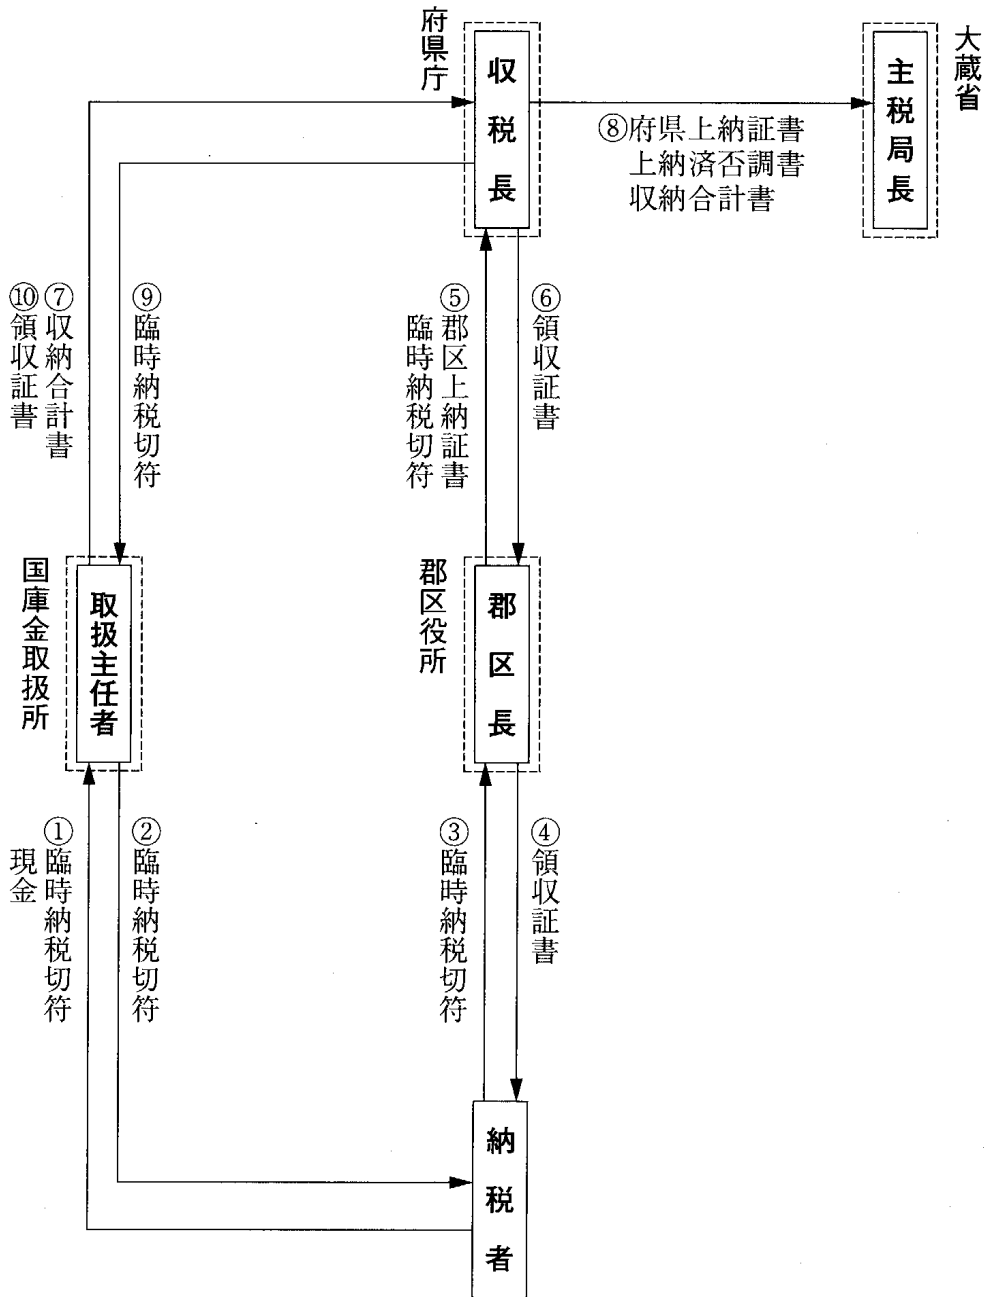 大蔵省
主税局長
府県庁
収税長
⑧府県上納証書
上納済否調書
収納合計書
⑥領収証書
⑤郡区上納証書
臨時納税切符
⑨臨時納税切符
⑦収納合計書
⑩領収証書
郡区役所
郡区長
国庫金取扱所
取扱主任者
④領収証書
③臨時納税切符
②臨時納税切符
①臨時納税切符
現金
納税者